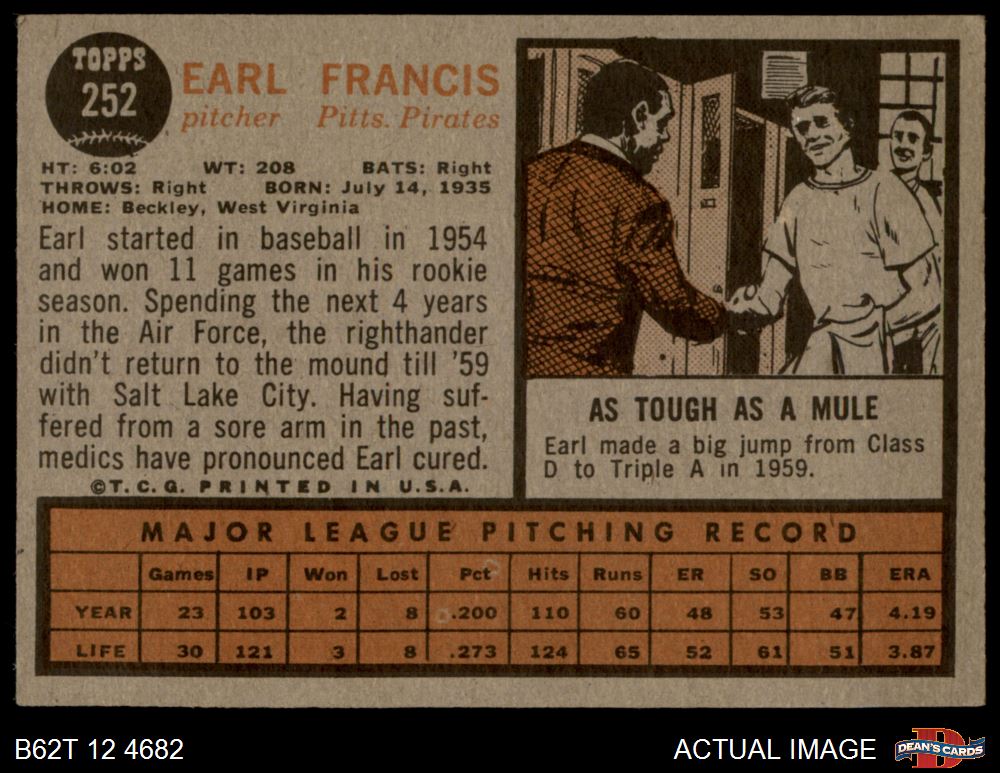 TOPPS
252
EARL FRANCIS
pitcher Pitts. Pirates
HT: 6:02 WT: 208 BATS: Right
THROWS: Right BORN: July 14, 1935
HOME: Beckley, West Virginia
Earl started in baseball in 1954
and won 11 games in his rookie
season. Spending the next 4 years
in the Air Force, the righthander
didn't return to the mound till '59
with Salt Lake City. Having suf-
fered from a sore arm in the past,
medics have pronounced Earl cured.
©T.C.G. PRINTED IN U.S.A.
AS TOUGH AS A MULE
Earl made a big jump from Class
D to Triple A in 1959.
MAJOR LEAGUE PITCHING RECORD
Games IP Won Lost Pct Hits Runs ER SO BB ERA
YEAR 23 103 2 8 .200 110 60 48 53 47 4.19
LIFE 30 121 3 8 .273 124 65 52 61 51 3.87
B62T 12 4682
ACTUAL IMAGE
D
DEAN'S CARDS